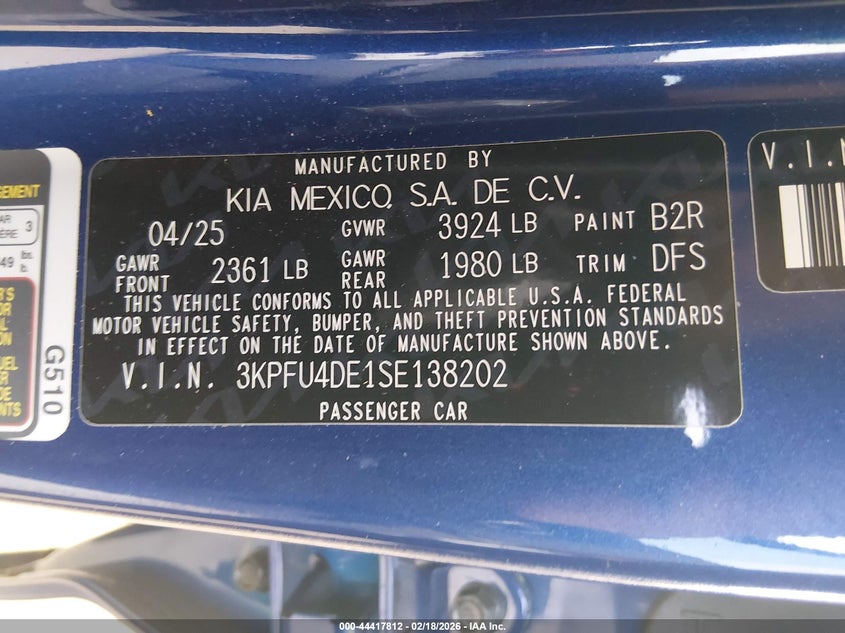 MANUFACTURED BY
KIA MEXICO, S.A. DE C.V.
04/25 GVWR 3924 LB PAINT B2R
GAWR FRONT 2361 LB GAWR REAR 1980 LB TRIM DFS
THIS VEHICLE CONFORMS TO ALL APPLICABLE U.S.A. FEDERAL
MOTOR VEHICLE SAFETY, BUMPER, AND THEFT PREVENTION STANDARDS
IN EFFECT ON THE DATE OF MANUFACTURE SHOWN ABOVE.
V.I.N. 3KPFU4DE1SE138202
PASSENGER CAR
G510
3
lbs.
lb.
V.I.N
000-44417812 - 02/18/2026 - IAA Inc.